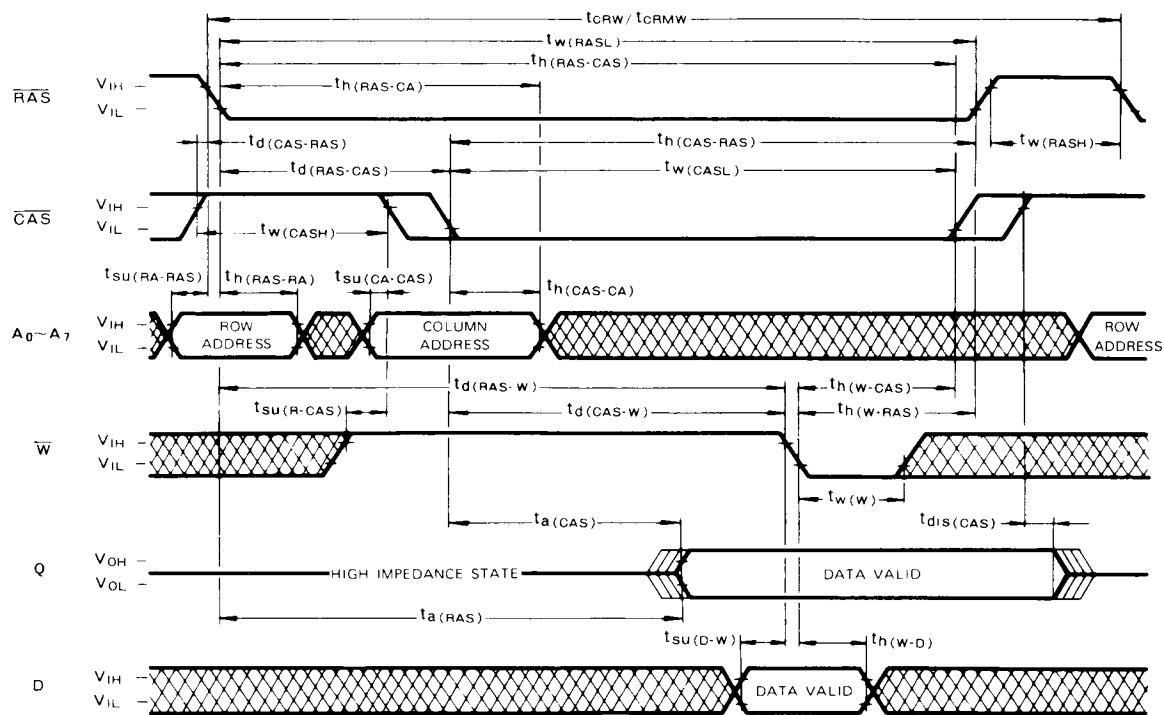 tCRW/tCRMW
tw(RASL)
th(RAS-CAS)
th(RAS-CA)
RAS
VIH
VIL
td(CAS-RAS)
th(CAS-RAS)
tw(RASH)
td(RAS-CAS)
tw(CASL)
CAS
VIH
VIL
tw(CASH)
tsu(RA-RAS)
th(RAS-RA)
tsu(CA-CAS)
th(CAS-CA)
A0~A7
VIH
VIL
ROW
ADDRESS
COLUMN
ADDRESS
ROW
ADDRESS
td(RAS-W)
th(W-CAS)
tsu(R-CAS)
td(CAS-W)
th(W-RAS)
W
VIH
VIL
tw(W)
ta(CAS)
tdis(CAS)
Q
VOH
VOL
HIGH IMPEDANCE STATE
DATA VALID
ta(RAS)
tsu(D-W)
th(W-D)
D
VIH
VIL
DATA VALID